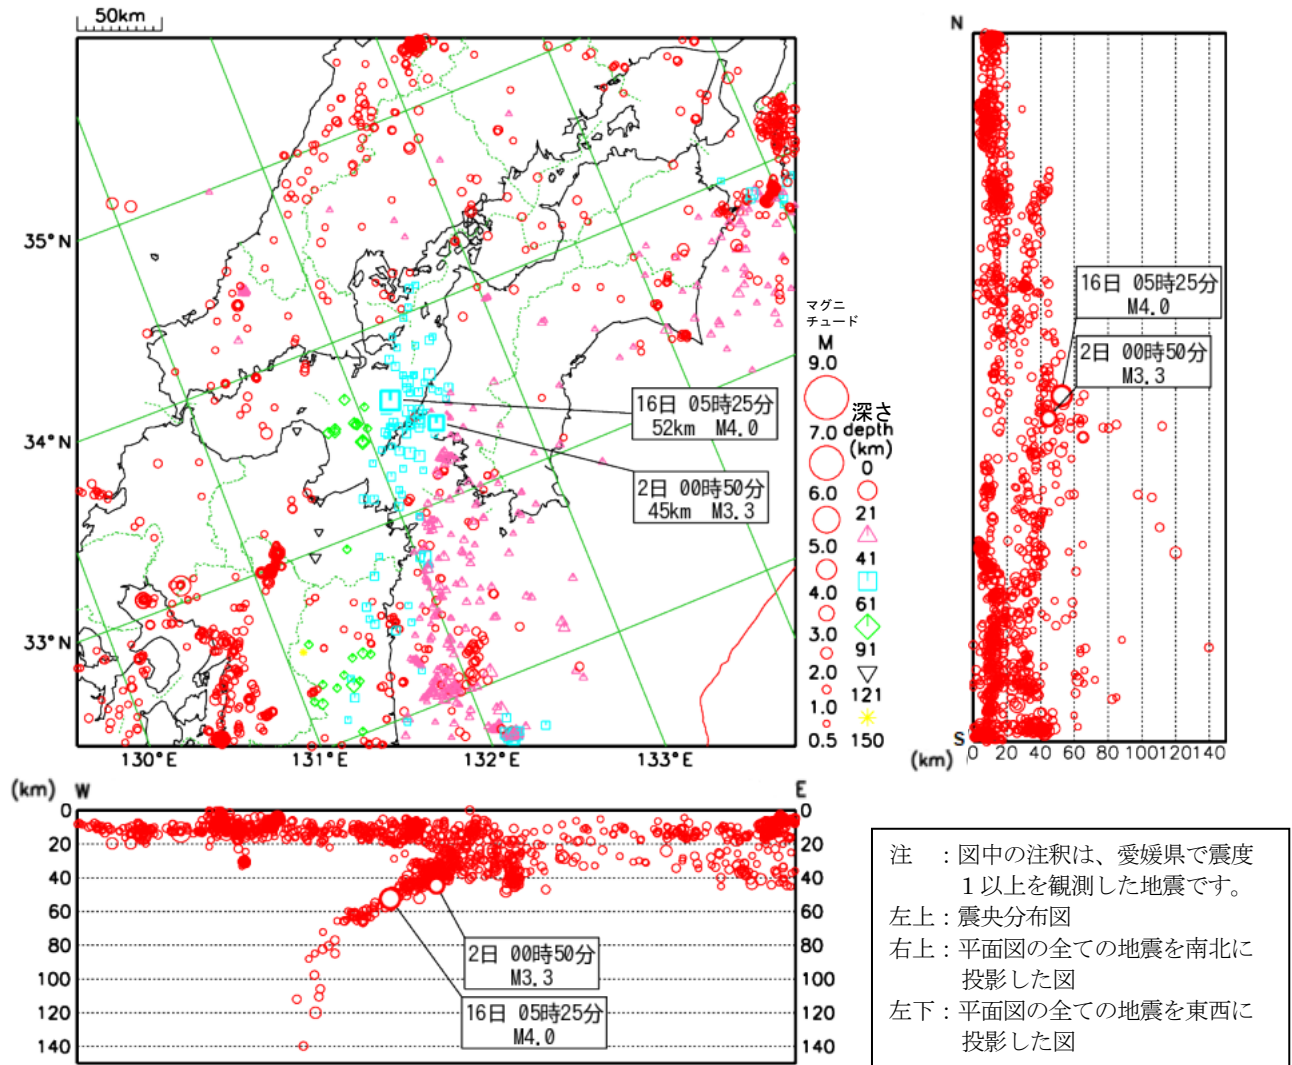 50km
35°N
34°N
33°N
130°E
131°E
132°E
133°E
16日 05時25分
52km M4.0
2日 00時50分
45km M3.3
マグニ
チュード
M
9.0
7.0
6.0
5.0
4.0
3.0
2.0
1.0
0.5
深さ
depth
(km)
0
21
41
61
91
121
150
N
S
16日 05時25分
M4.0
2日 00時50分
M3.3
(km)
0 20 40 60 80 100 120 140
(km) W
E
0
20
40
60
80
100
120
140
0
20
40
60
80
100
120
140
2日 00時50分
M3.3
16日 05時25分
M4.0
注 :図中の注釈は、愛媛県で震度
1以上を観測した地震です。
左上:震央分布図
右上:平面図の全ての地震を南北に
投影した図
左下:平面図の全ての地震を東西に
投影した図